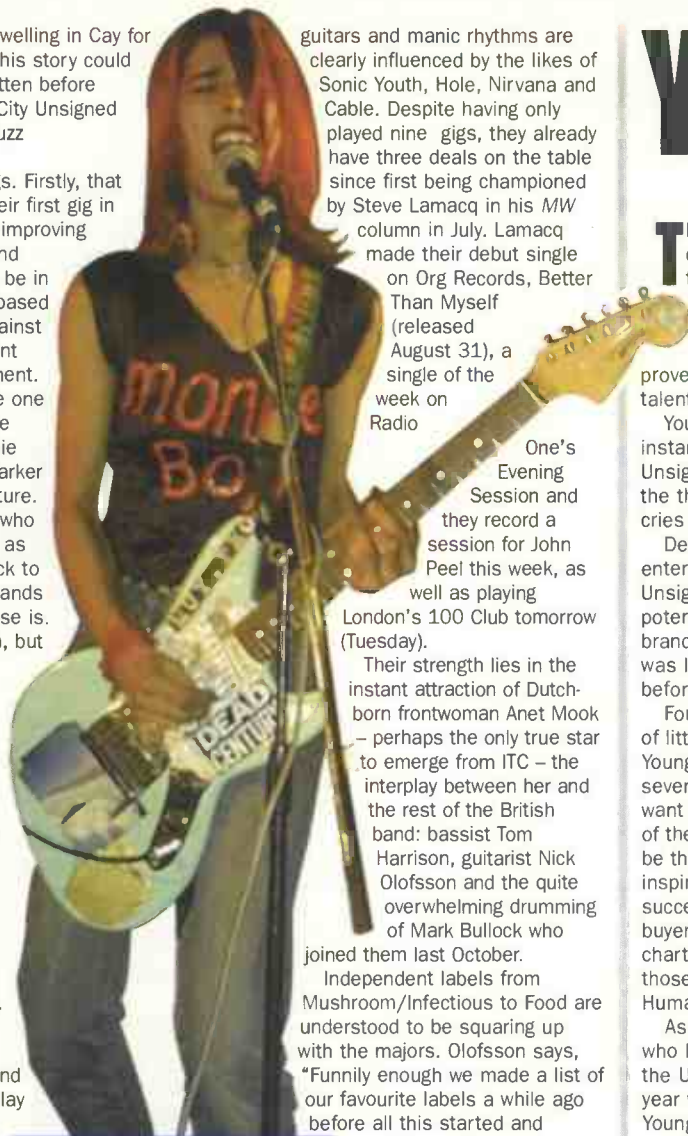 welling in Cay for
his story could
tten before
City Unsigned
uzz
s. Firstly, that
eir first gig in
improving
nd
be in
based
ainst
nt
ment.
e one
e
ie
arker
ture.
who
as
ck to
ands
se is.
), but
nd
lay
DEAD
CENTURY
guitars and manic rhythms are
clearly influenced by the likes of
Sonic Youth, Hole, Nirvana and
Cable. Despite having only
played nine gigs, they already
have three deals on the table
since first being championed
by Steve Lamacq in his MW
column in July. Lamacq
made their debut single
on Org Records, Better
Than Myself
(released
August 31), a
single of the
week on
Radio
One's
Evening
Session and
they record a
session for John
Peel this week, as
well as playing
London's 100 Club tomorrow
(Tuesday).
Their strength lies in the
instant attraction of Dutch-
born frontwoman Anet Mook
– perhaps the only true star
to emerge from ITC – the
interplay between her and
the rest of the British
band: bassist Tom
Harrison, guitarist Nick
Olofsson and the quite
overwhelming drumming
of Mark Bullock who
joined them last October.
Independent labels from
Mushroom/Infectious to Food are
understood to be squaring up
with the majors. Olofsson says,
"Funnily enough we made a list of
our favourite labels a while ago
before all this started and
prove
talent
You
instar
Unsig
the th
cries
De
enter
Unsig
poter
branc
was l
befor
For
of litt
Young
sever
want
of the
be th
inspir
succe
buyer
chart
those
Huma
As
who l
the U
year
Young